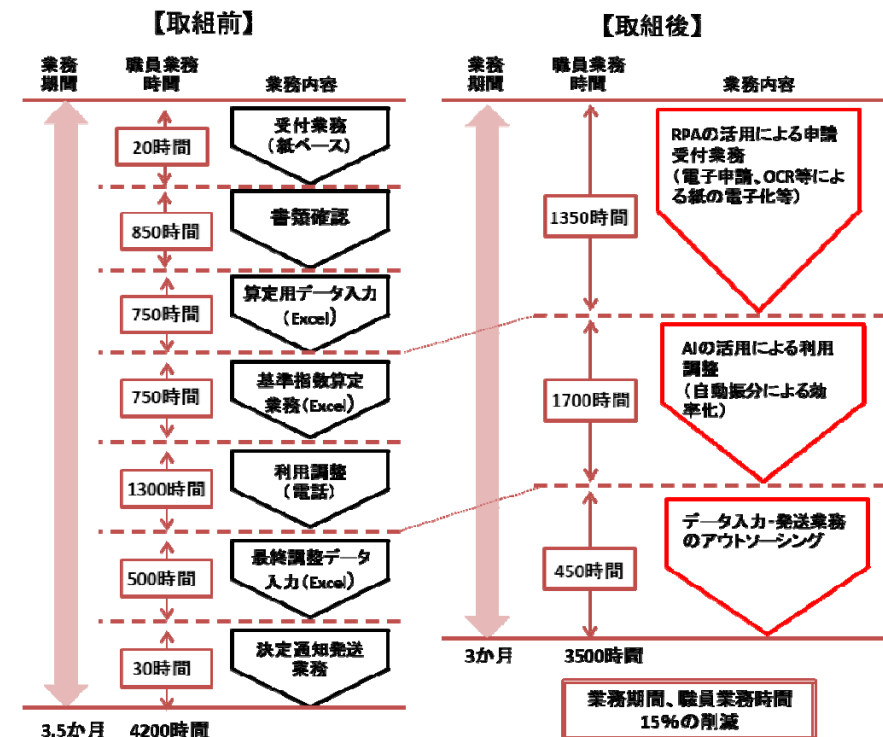 【取組前】
業務
期間
職員業務
時間
業務内容
20時間
受付業務
(紙ベース)
850時間
書類確認
750時間
算定用データ入力
(Excel)
750時間
基準指数算定
業務(Excel)
1300時間
利用調整
(電話)
500時間
最終調整データ
入力(Excel)
30時間
決定通知発送
業務
3.5か月
4200時間
【取組後】
業務
期間
職員業務
時間
業務内容
1350時間
RPAの活用による申請
受付業務
(電子申請、OCR等によ
る紙の電子化等)
1700時間
AIの活用による利用
調整
(自動振分による効
率化)
450時間
データ入力・発送業務
のアウトソーシング
3か月
3500時間
業務期間、職員業務時間
15%の削減